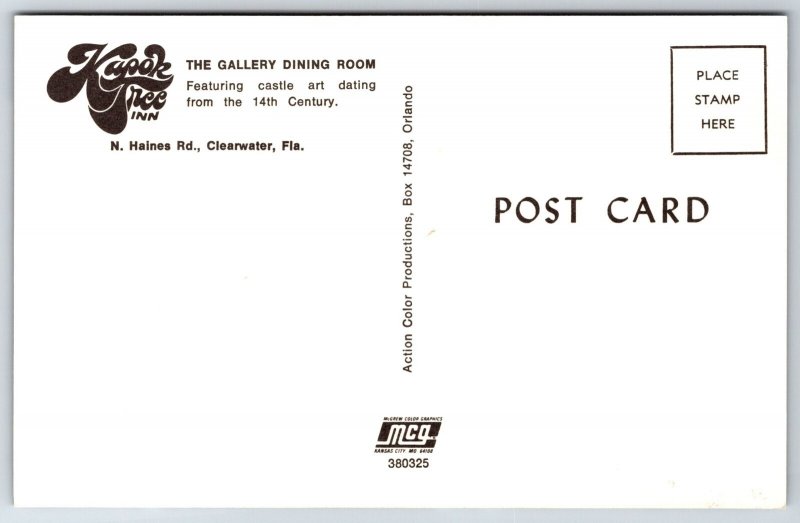 Kapok
Tree
INN
THE GALLERY DINING ROOM
Featuring castle art dating
from the 14th Century.
N. Haines Rd., Clearwater, Fla.
Action Color Productions, Box 14708, Orlando
PLACE
STAMP
HERE
POST CARD
McGREW COLOR GRAPHICS
mcg
KANSAS CITY, MO. 64108
380325